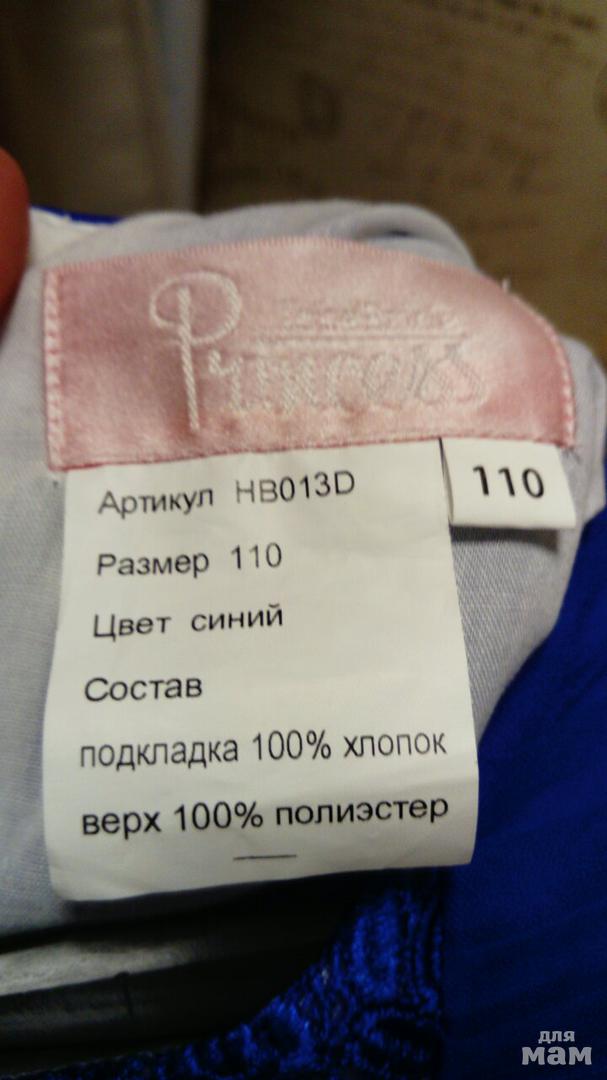 Princess
Артикул HB013D
110
Размер 110
Цвет синий
Состав
подкладка 100% хлопок
верх 100% полиэстер
для
мам